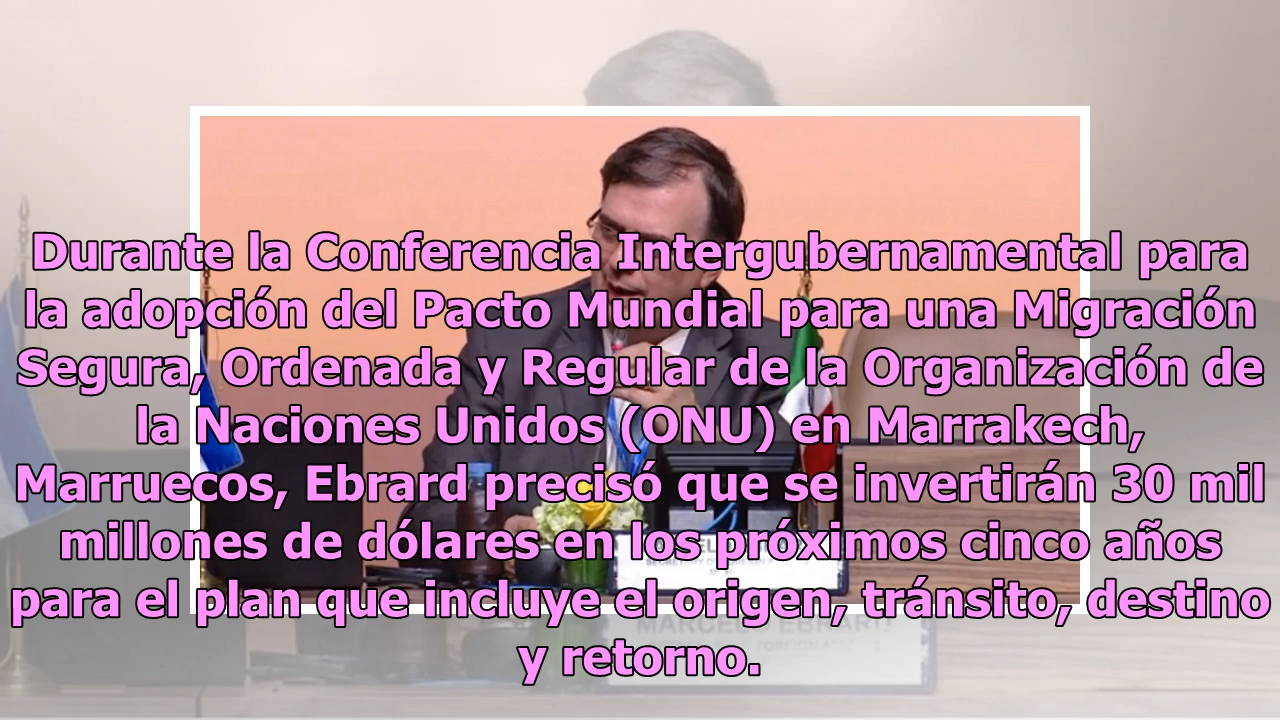 Durante la Conferencia Intergubernamental para
la adopción del Pacto Mundial para una Migración
Segura, Ordenada y Regular de la Organización de
la Naciones Unidos (ONU) en Marrakech,
Marruecos, Ebrard precisó que se invertirán 30 mil
millones de dólares en los próximos cinco años
para el plan que incluye el origen, tránsito, destino
y retorno.
MARCELO EBRARD